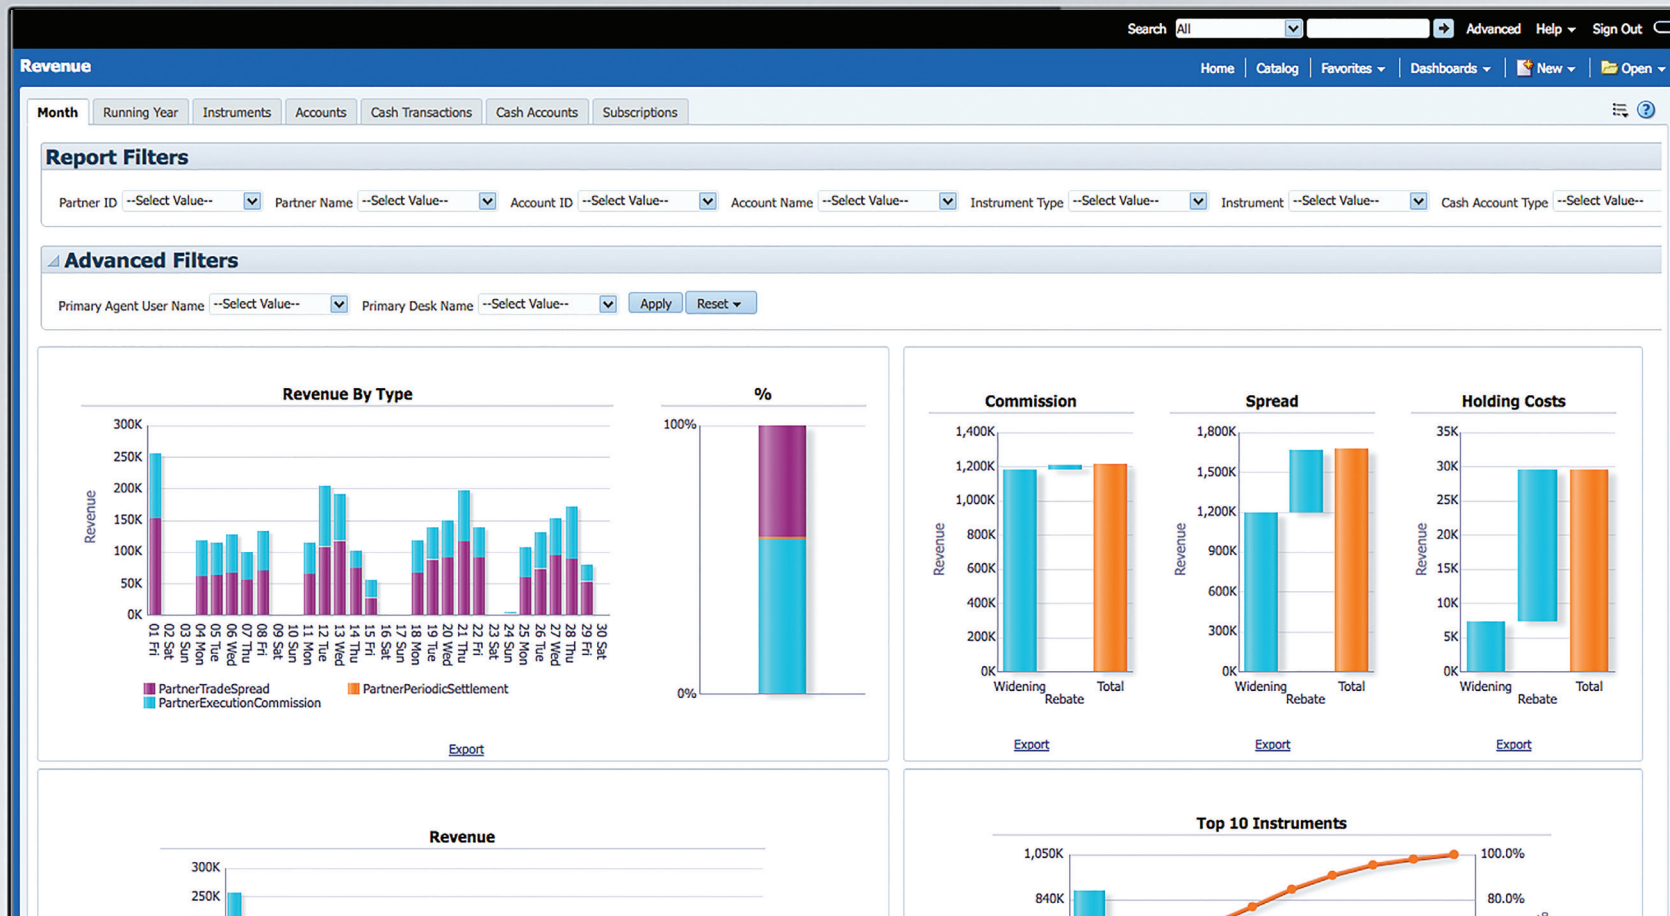 Search All Advanced Help Sign Out
Revenue
Home Catalog Favorites Dashboards New Open
Month Running Year Instruments Accounts Cash Transactions Cash Accounts Subscriptions
Report Filters
Partner ID --Select Value-- Partner Name --Select Value-- Account ID --Select Value-- Account Name --Select Value-- Instrument Type --Select Value-- Instrument --Select Value-- Cash Account Type --Select Value--
Advanced Filters
Primary Agent User Name --Select Value-- Primary Desk Name --Select Value-- Apply Reset
Revenue By Type
300K
250K
200K
150K
100K
50K
0K
Revenue
01 Fri
02 Sat
03 Sun
04 Mon
05 Tue
06 Wed
07 Thu
08 Fri
09 Sat
10 Sun
11 Mon
12 Tue
13 Wed
14 Thu
15 Fri
16 Sat
17 Sun
18 Mon
19 Tue
20 Wed
21 Thu
22 Fri
23 Sat
24 Sun
25 Mon
26 Tue
27 Wed
28 Thu
29 Fri
30 Sat
PartnerTradeSpread PartnerPeriodicSettlement
PartnerExecutionCommission
%
100%
0%
Export
Commission
1,400K
1,200K
1,000K
800K
600K
400K
200K
0K
Revenue
Widening Total
Rebate
Export
Spread
1,800K
1,500K
1,200K
900K
600K
300K
0K
Revenue
Widening Total
Rebate
Export
Holding Costs
35K
30K
25K
20K
15K
10K
5K
0K
Revenue
Widening Total
Rebate
Export
Revenue
300K
250K
Top 10 Instruments
1,050K 100.0%
840K 80.0%